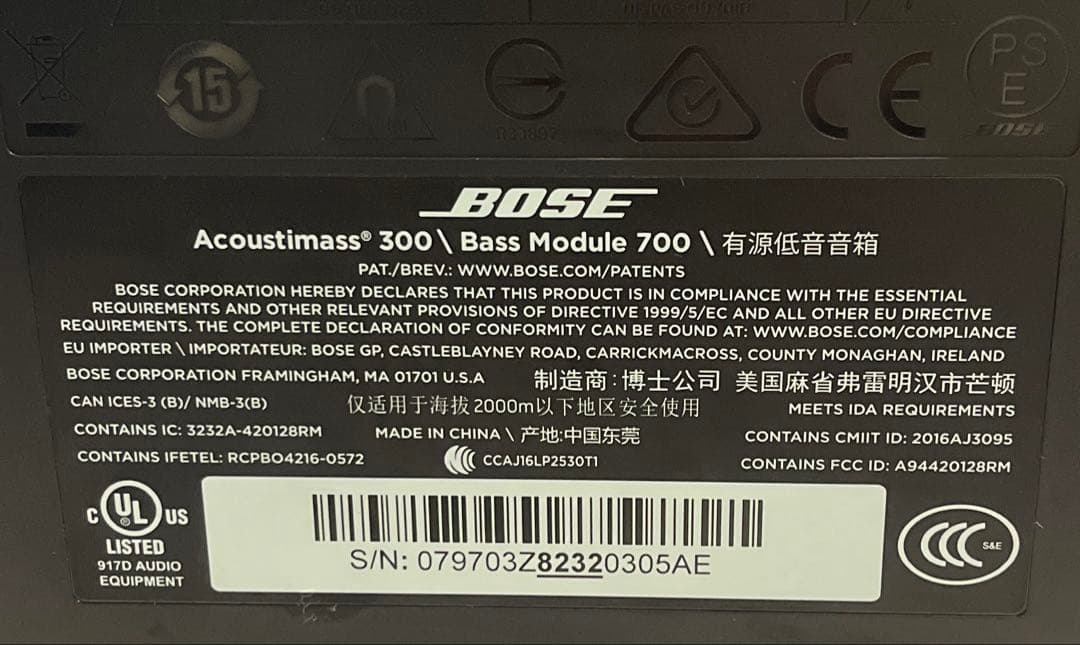 15
R33807
PS
E
BOSE
BOSE
Acoustimass® 300 \ Bass Module 700 \ 有源低音音箱
PAT./BREV.: WWW.BOSE.COM/PATENTS
BOSE CORPORATION HEREBY DECLARES THAT THIS PRODUCT IS IN COMPLIANCE WITH THE ESSENTIAL
REQUIREMENTS AND OTHER RELEVANT PROVISIONS OF DIRECTIVE 1999/5/EC AND ALL OTHER EU DIRECTIVE
REQUIREMENTS. THE COMPLETE DECLARATION OF CONFORMITY CAN BE FOUND AT: WWW.BOSE.COM/COMPLIANCE
EU IMPORTER \ IMPORTATEUR: BOSE GP, CASTLEBLAYNEY ROAD, CARRICKMACROSS, COUNTY MONAGHAN, IRELAND
BOSE CORPORATION FRAMINGHAM, MA 01701 U.S.A 制造商:博士公司 美国麻省弗雷明汉市芒顿
CAN ICES-3 (B)/ NMB-3(B) 仅适用于海拔2000m以下地区安全使用 MEETS IDA REQUIREMENTS
CONTAINS IC: 3232A-420128RM MADE IN CHINA \ 产地:中国东莞 CONTAINS CMIIT ID: 2016AJ3095
CONTAINS IFETEL: RCPBO4216-0572 CCAJ16LP2530T1 CONTAINS FCC ID: A94420128RM
C UL ® US
LISTED
917D AUDIO
EQUIPMENT
S/N: 079703Z82320305AE
CCC S&E